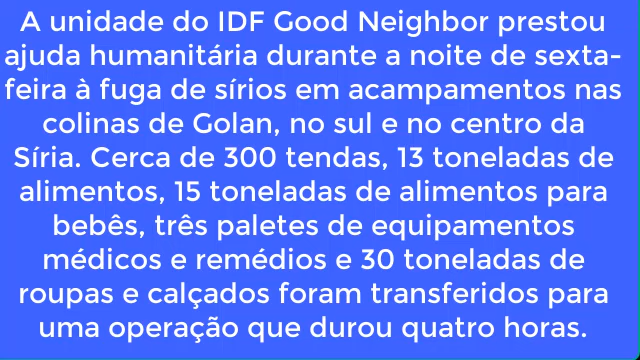 A unidade do IDF Good Neighbor prestou
ajuda humanitária durante a noite de sexta-
feira à fuga de sírios em acampamentos nas
colinas de Golan, no sul e no centro da
Síria. Cerca de 300 tendas, 13 toneladas de
alimentos, 15 toneladas de alimentos para
bebês, três paletes de equipamentos
médicos e remédios e 30 toneladas de
roupas e calçados foram transferidos para
uma operação que durou quatro horas.